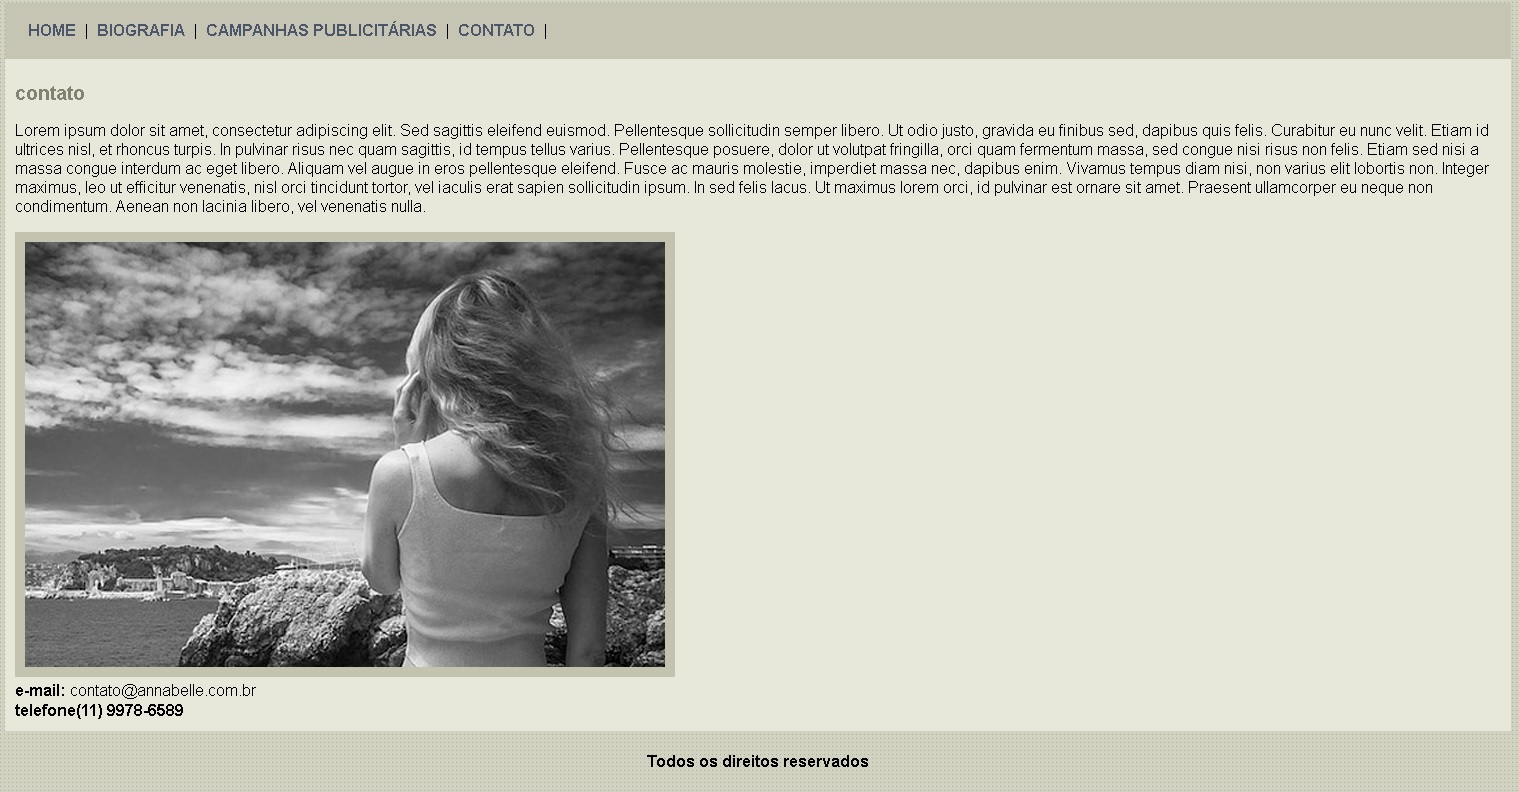 HOME | BIOGRAFIA | CAMPANHAS PUBLICITÁRIAS | CONTATO |
contato
Lorem ipsum dolor sit amet, consectetur adipiscing elit. Sed sagittis eleifend euismod. Pellentesque sollicitudin semper libero. Ut odio justo, gravida eu finibus sed, dapibus quis felis. Curabitur eu nunc velit. Etiam id
ultrices nisl, et rhoncus turpis. In pulvinar risus nec quam sagittis, id tempus tellus varius. Pellentesque posuere, dolor ut volutpat fringilla, orci quam fermentum massa, sed congue nisi risus non felis. Etiam sed nisi a
massa congue interdum ac eget libero. Aliquam vel augue in eros pellentesque eleifend. Fusce ac mauris molestie, imperdiet massa nec, dapibus enim. Vivamus tempus diam nisi, non varius elit lobortis non. Integer
maximus, leo ut efficitur venenatis, nisl orci tincidunt tortor, vel iaculis erat sapien sollicitudin ipsum. In sed felis lacus. Ut maximus lorem orci, id pulvinar est ornare sit amet. Praesent ullamcorper eu neque non
condimentum. Aenean non lacinia libero, vel venenatis nulla.
e-mail: contato@annabelle.com.br
telefone(11) 9978-6589
Todos os direitos reservados